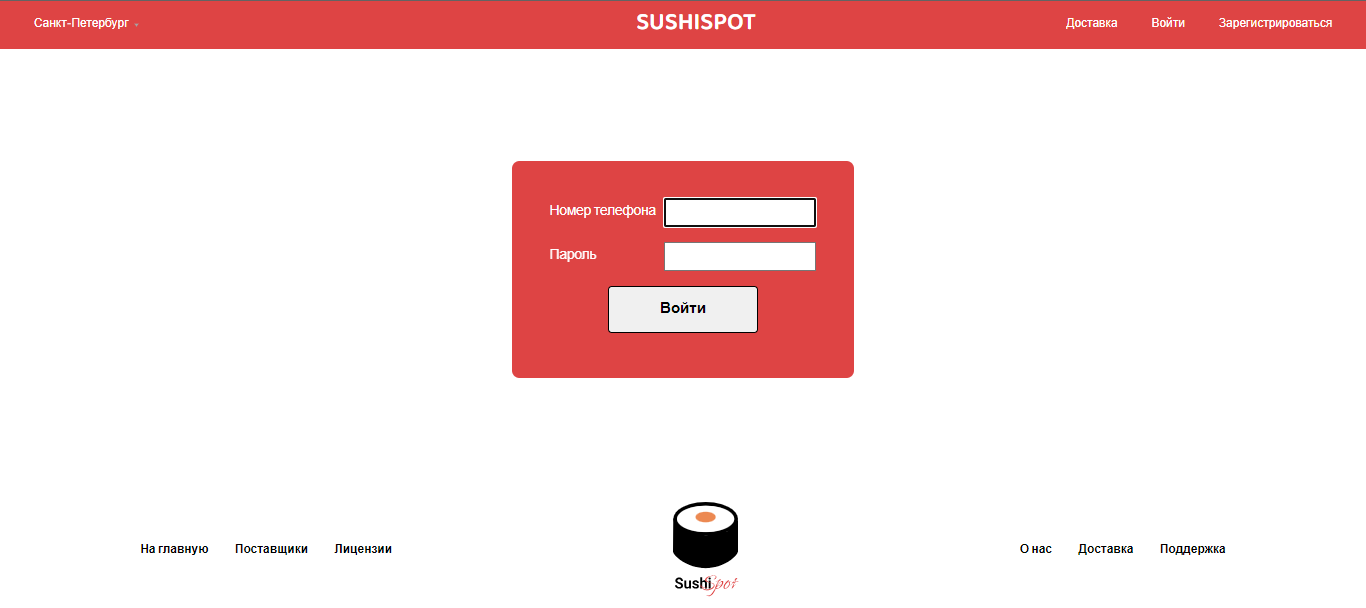 Санкт-Петербург
SUSHISPOT
Доставка
Войти
Зарегистрироваться
Номер телефона
Пароль
Войти
На главную
Поставщики
Лицензии
SushiSpot
О нас
Доставка
Поддержка